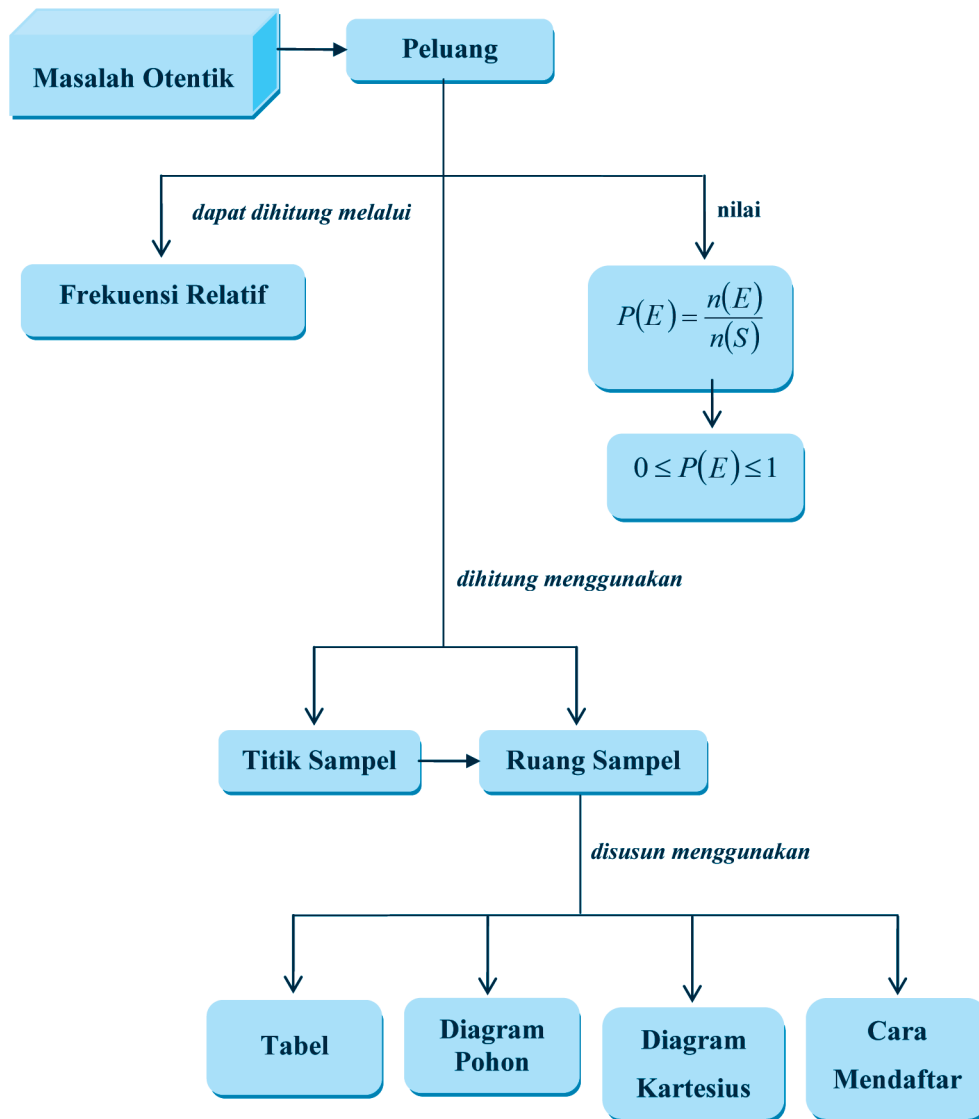 Masalah Otentik
Peluang
dapat dihitung melalui
nilai
Frekuensi Relatif
P(E) = n(E)/n(S)
0 ≤ P(E) ≤ 1
dihitung menggunakan
Titik Sampel
Ruang Sampel
disusun menggunakan
Tabel
Diagram
Pohon
Diagram
Kartesius
Cara
Mendaftar